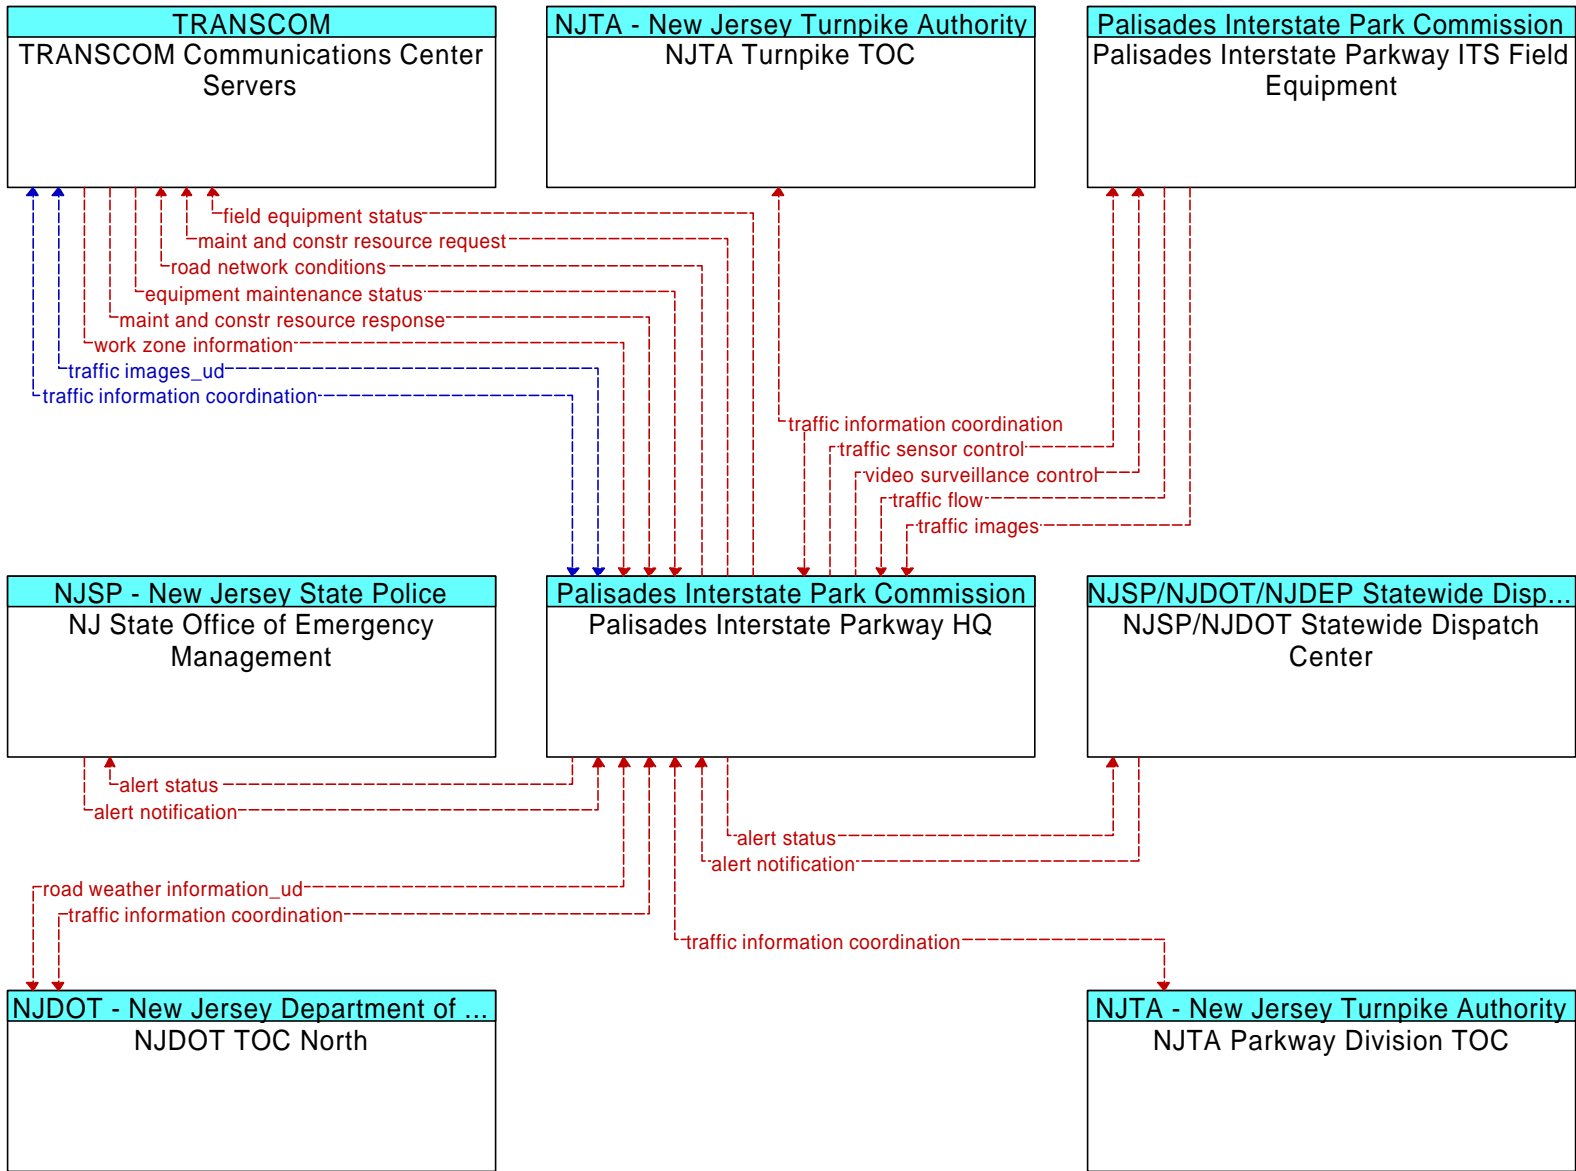 TRANSCOM
TRANSCOM Communications Center
Servers
NJTA - New Jersey Turnpike Authority
NJTA Turnpike TOC
Palisades Interstate Park Commission
Palisades Interstate Parkway ITS Field
Equipment
field equipment status
maint and constr resource request
road network conditions
equipment maintenance status
maint and constr resource response
work zone information
traffic images_ud
traffic information coordination
traffic information coordination
traffic sensor control
video surveillance control
traffic flow
traffic images
NJSP - New Jersey State Police
NJ State Office of Emergency
Management
Palisades Interstate Park Commission
Palisades Interstate Parkway HQ
NJSP/NJDOT/NJDEP Statewide Disp...
NJSP/NJDOT Statewide Dispatch
Center
alert status
alert notification
alert status
alert notification
road weather information_ud
traffic information coordination
traffic information coordination
NJDOT - New Jersey Department of ...
NJDOT TOC North
NJTA - New Jersey Turnpike Authority
NJTA Parkway Division TOC